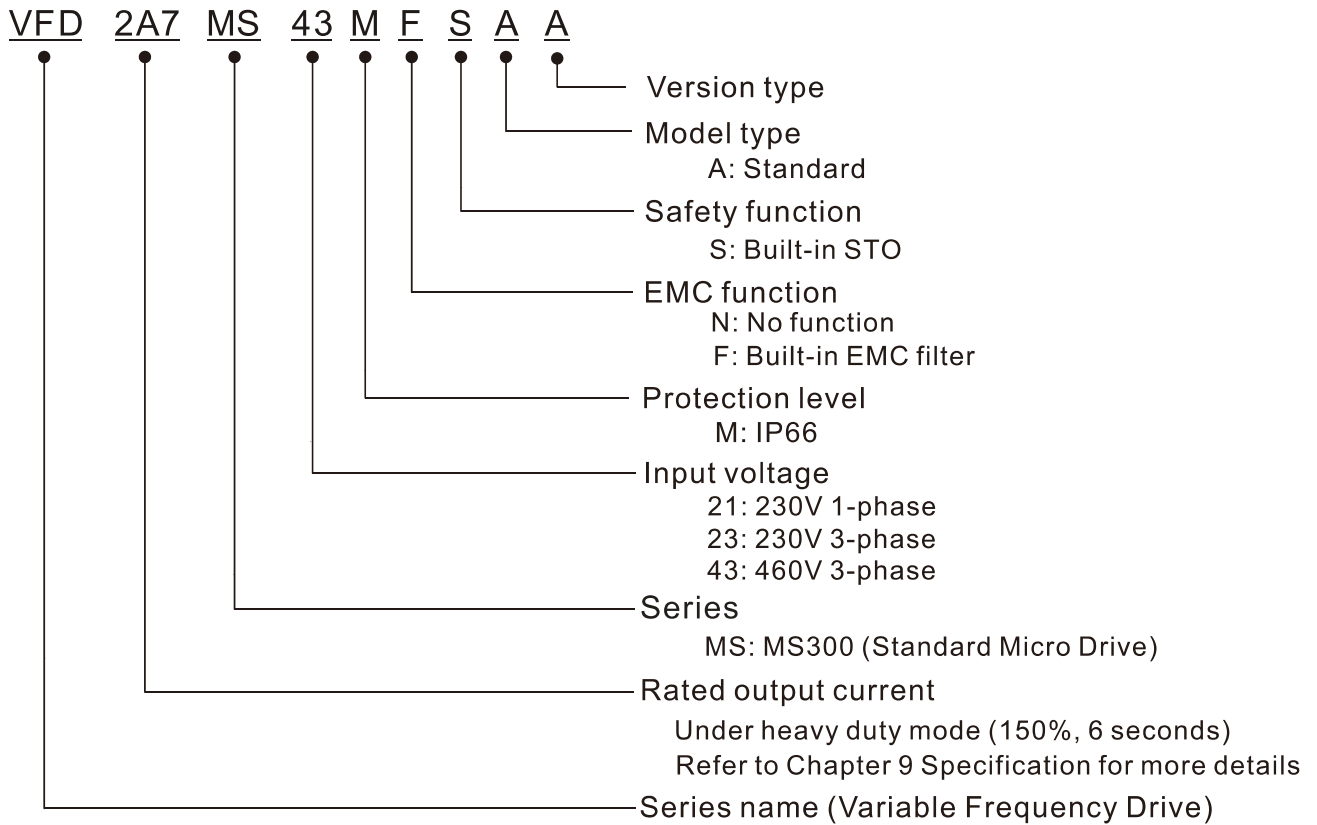 VFD 2A7 MS 43 M F S A A
Version type
Model type
A: Standard
Safety function
S: Built-in STO
EMC function
N: No function
F: Built-in EMC filter
Protection level
M: IP66
Input voltage
21: 230V 1-phase
23: 230V 3-phase
43: 460V 3-phase
Series
MS: MS300 (Standard Micro Drive)
Rated output current
Under heavy duty mode (150%, 6 seconds)
Refer to Chapter 9 Specification for more details
Series name (Variable Frequency Drive)